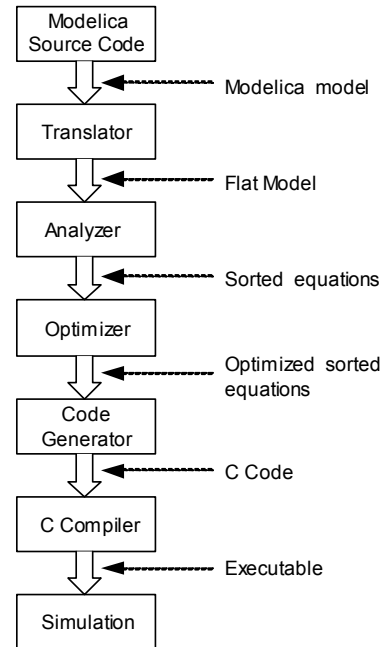 Modelica
Source Code
Modelica model
Translator
Flat Model
Analyzer
Sorted equations
Optimizer
Optimized sorted
equations
Code
Generator
C Code
C Compiler
Executable
Simulation